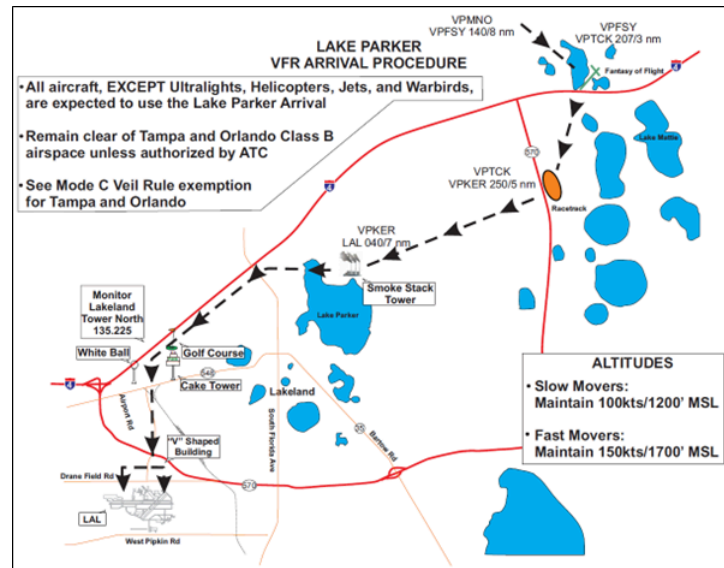 LAKE PARKER
VFR ARRIVAL PROCEDURE
•All aircraft, EXCEPT Ultralights, Helicopters, Jets, and Warbirds,
are expected to use the Lake Parker Arrival
•Remain clear of Tampa and Orlando Class B
airspace unless authorized by ATC
•See Mode C Veil Rule exemption
for Tampa and Orlando
VPMNO
VPFSY 140/8 nm
VPFSY
VPTCK 207/3 nm
Fantasy of Flight
4
Lake Mattie
570
VPTCK
VPKER 250/5 nm
Racetrack
4
VPKER
LAL 040/7 nm
Smoke Stack
Tower
Lake Parker
Monitor
Lakeland
Tower North
135.225
White Ball
Golf Course
Cake Tower
548
4
Lakeland
Airport Rd
South Florida Ave
35
Bartow Rd
"V" Shaped
Building
Drane Field Rd
570
LAL
West Pipkin Rd
ALTITUDES
• Slow Movers:
Maintain 100kts/1200' MSL
• Fast Movers:
Maintain 150kts/1700' MSL